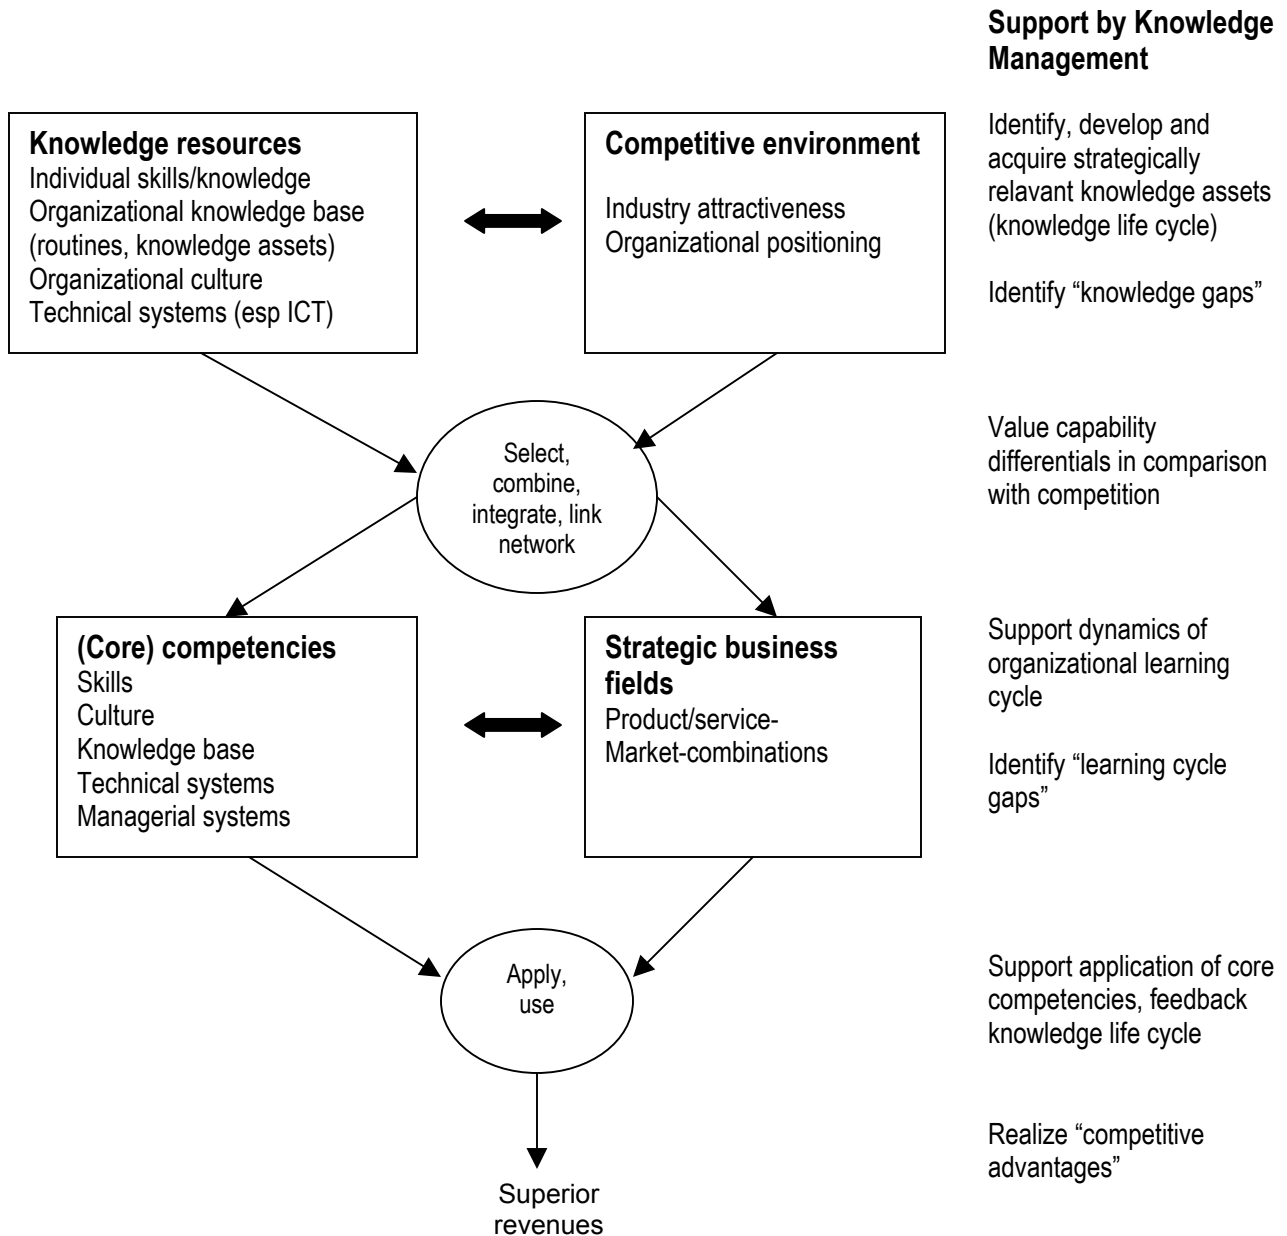 Support by Knowledge
Management
Knowledge resources
Individual skills/knowledge
Organizational knowledge base
(routines, knowledge assets)
Organizational culture
Technical systems (esp ICT)
Competitive environment
Industry attractiveness
Organizational positioning
Identify, develop and
acquire strategically
relavant knowledge assets
(knowledge life cycle)
Identify “knowledge gaps”
Select,
combine,
integrate, link
network
Value capability
differentials in comparison
with competition
(Core) competencies
Skills
Culture
Knowledge base
Technical systems
Managerial systems
Strategic business
fields
Product/service-
Market-combinations
Support dynamics of
organizational learning
cycle
Identify “learning cycle
gaps”
Apply,
use
Support application of core
competencies, feedback
knowledge life cycle
Realize “competitive
advantages”
Superior
revenues